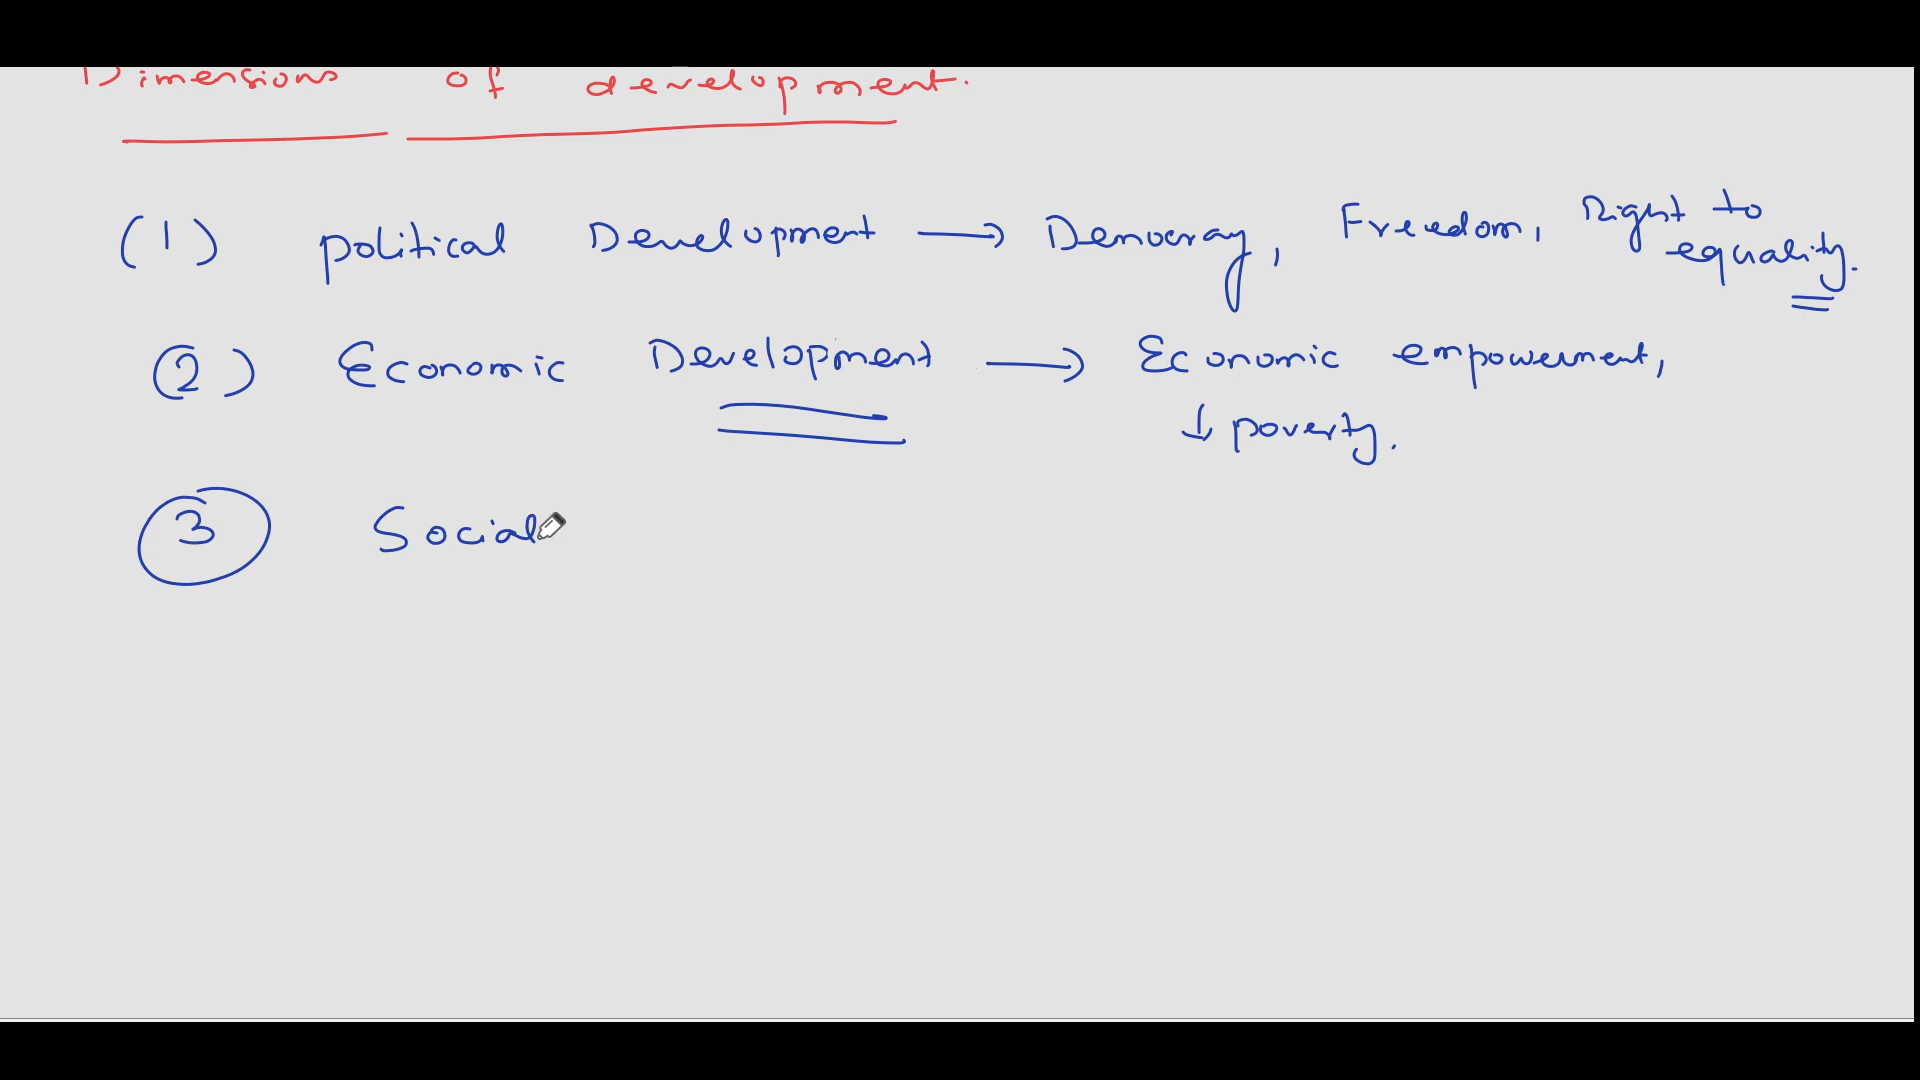 Dimensions of development.
(1) political Development → Democracy, Freedom, Right to equality.
(2) Economic Development → Economic empowerment,
↓ poverty.
3 Social